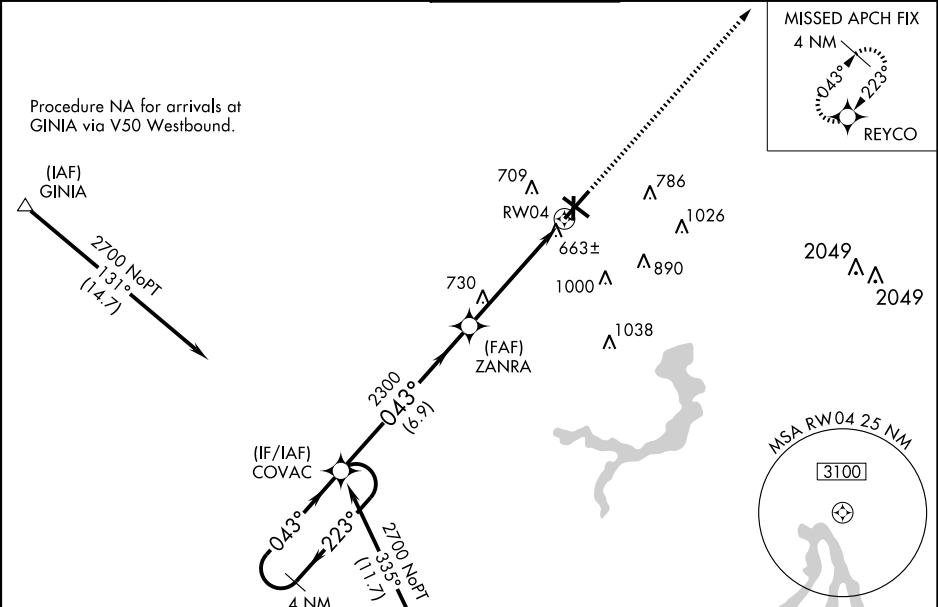 MISSED APCH FIX
4 NM
043°
223°
REYCO
Procedure NA for arrivals at
GINIA via V50 Westbound.
(IAF)
GINIA
2700 NoPT
131°
(14.7)
709
RW04
663±
786
1026
890
1000
2049
2049
730
1038
(FAF)
ZANRA
2300
043°
(6.9)
(IF/IAF)
COVAC
043°
223°
4 NM
2700 NoPT
335°
(11.7)
MSA RW04 25 NM
3100